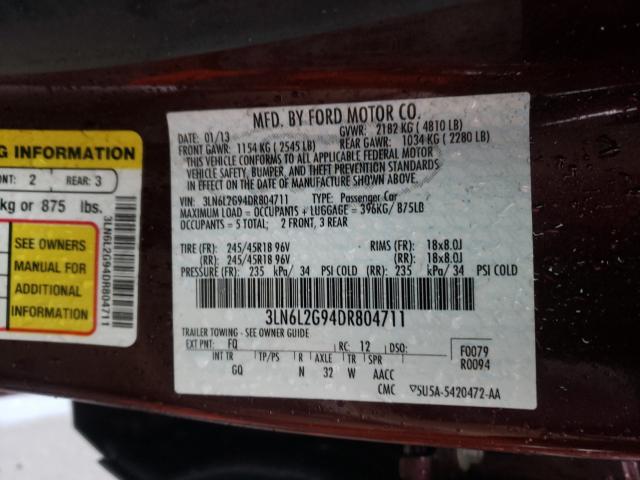 G INFORMATION
NT: 2 REAR: 3
kg or 875 lbs.
SEE OWNERS
MANUAL FOR
ADDITIONAL
INFORMATION
3LN6L2G94DR804711
MFD. BY FORD MOTOR CO.
DATE: 01/13 GVWR: 2182 KG ( 4810 LB)
FRONT GAWR: 1154 KG ( 2545 LB) REAR GAWR: 1034 KG ( 2280 LB)
THIS VEHICLE CONFORMS TO ALL APPLICABLE FEDERAL MOTOR
VEHICLE SAFETY, BUMPER, AND THEFT PREVENTION STANDARDS
IN EFFECT ON THE DATE OF MANUFACTURE SHOWN ABOVE.
VIN: 3LN6L2G94DR804711 TYPE: Passenger Car
MAXIMUM LOAD = OCCUPANTS + LUGGAGE = 396KG/ 875LB
OCCUPANTS = 5 TOTAL; 2 FRONT, 3 REAR
TIRE (FR): 245/45R18 96V RIMS (FR): 18x8.0J
(RR): 245/45R18 96V (RR): 18x8.0J
PRESSURE (FR): 235 kPa/ 34 PSI COLD (RR): 235 kPa/ 34 PSI COLD
3LN6L2G94DR804711
TRAILER TOWING - SEE OWNER GUIDE
EXT PNT: FQ RC: 12 DSO: F0079
INT TR TP/PS R AXLE TR SPR R0094
GQ N 32 W AACC
CMC 5U5A-5420472-AA